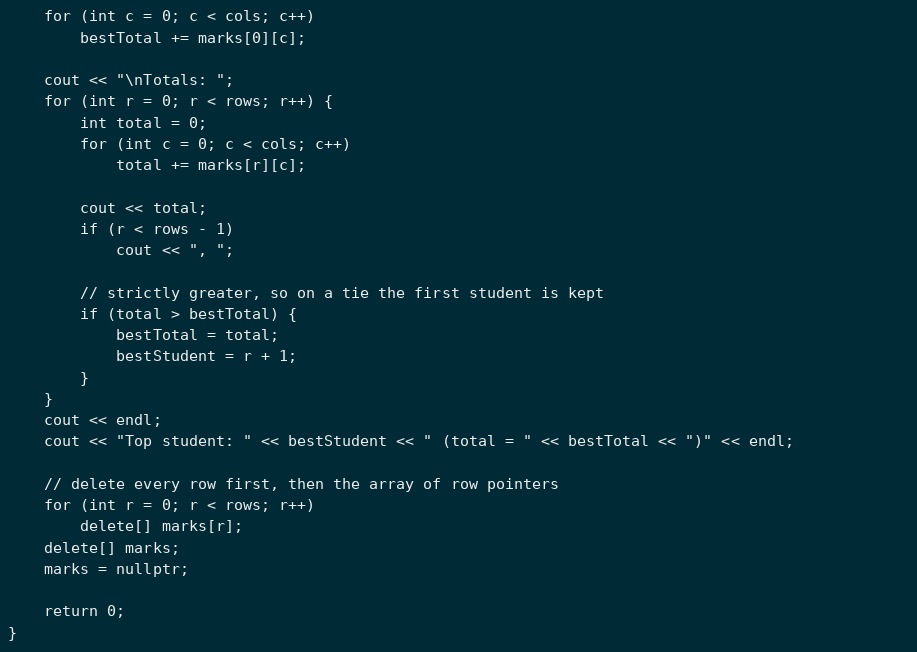 for (int c = 0; c < cols; c++)
        bestTotal += marks[0][c];

    cout << "\nTotals: ";
    for (int r = 0; r < rows; r++) {
        int total = 0;
        for (int c = 0; c < cols; c++)
            total += marks[r][c];

        cout << total;
        if (r < rows - 1)
            cout << ", ";

        // strictly greater, so on a tie the first student is kept
        if (total > bestTotal) {
            bestTotal = total;
            bestStudent = r + 1;
        }
    }
    cout << endl;
    cout << "Top student: " << bestStudent << " (total = " << bestTotal << ")" << endl;

    // delete every row first, then the array of row pointers
    for (int r = 0; r < rows; r++)
        delete[] marks[r];
    delete[] marks;
    marks = nullptr;

    return 0;
}